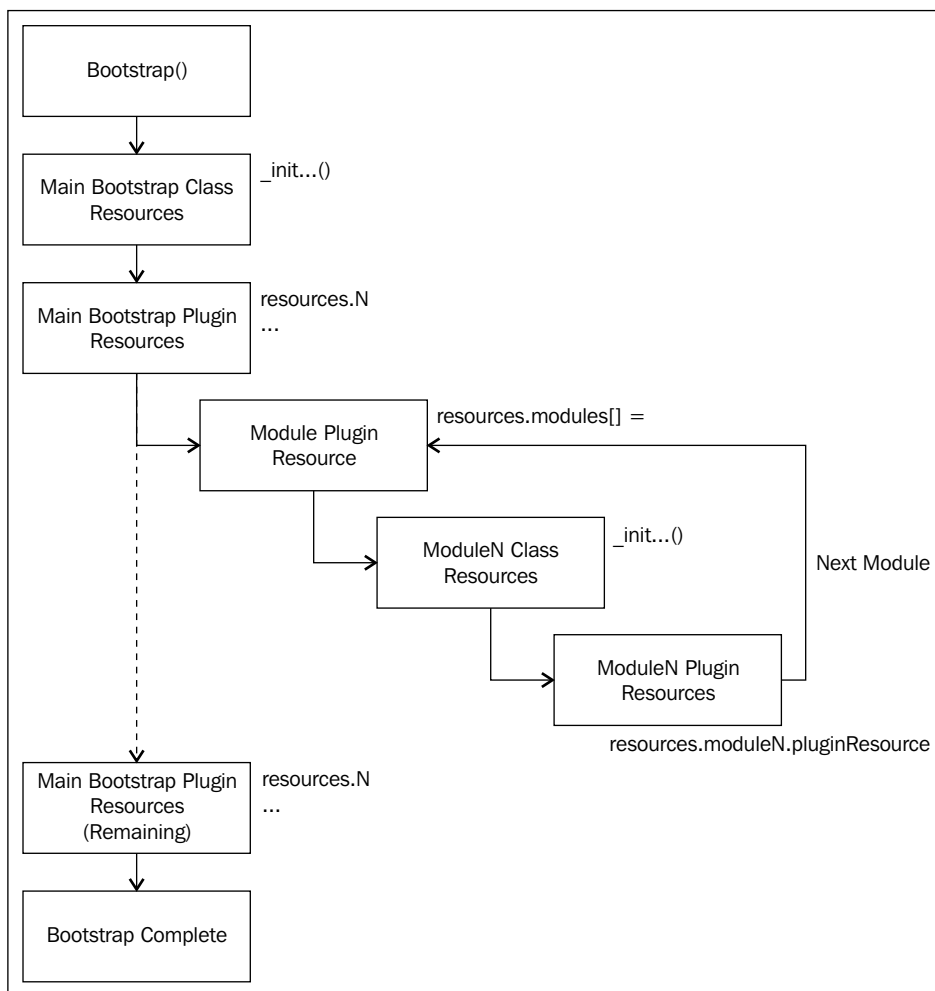 Bootstrap()
Main Bootstrap Class
Resources
_init...()
Main Bootstrap Plugin
Resources
resources.N
...
Module Plugin
Resource
resources.modules[] =
ModuleN Class
Resources
_init...()
Next Module
ModuleN Plugin
Resources
resources.moduleN.pluginResource
Main Bootstrap Plugin
Resources
(Remaining)
resources.N
...
Bootstrap Complete